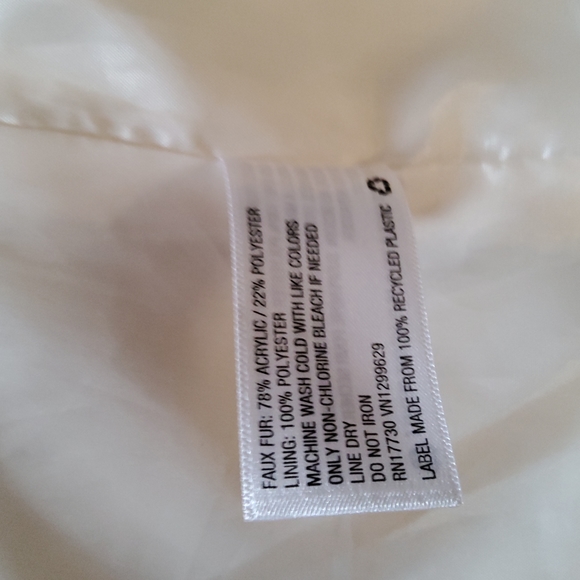 FAUX FUR: 78% ACRYLIC / 22% POLYESTER
LINING: 100% POLYESTER
MACHINE WASH COLD WITH LIKE COLORS
ONLY NON-CHLORINE BLEACH IF NEEDED
LINE DRY
DO NOT IRON
RN17730 VN1299629
LABEL MADE FROM 100% RECYCLED PLASTIC